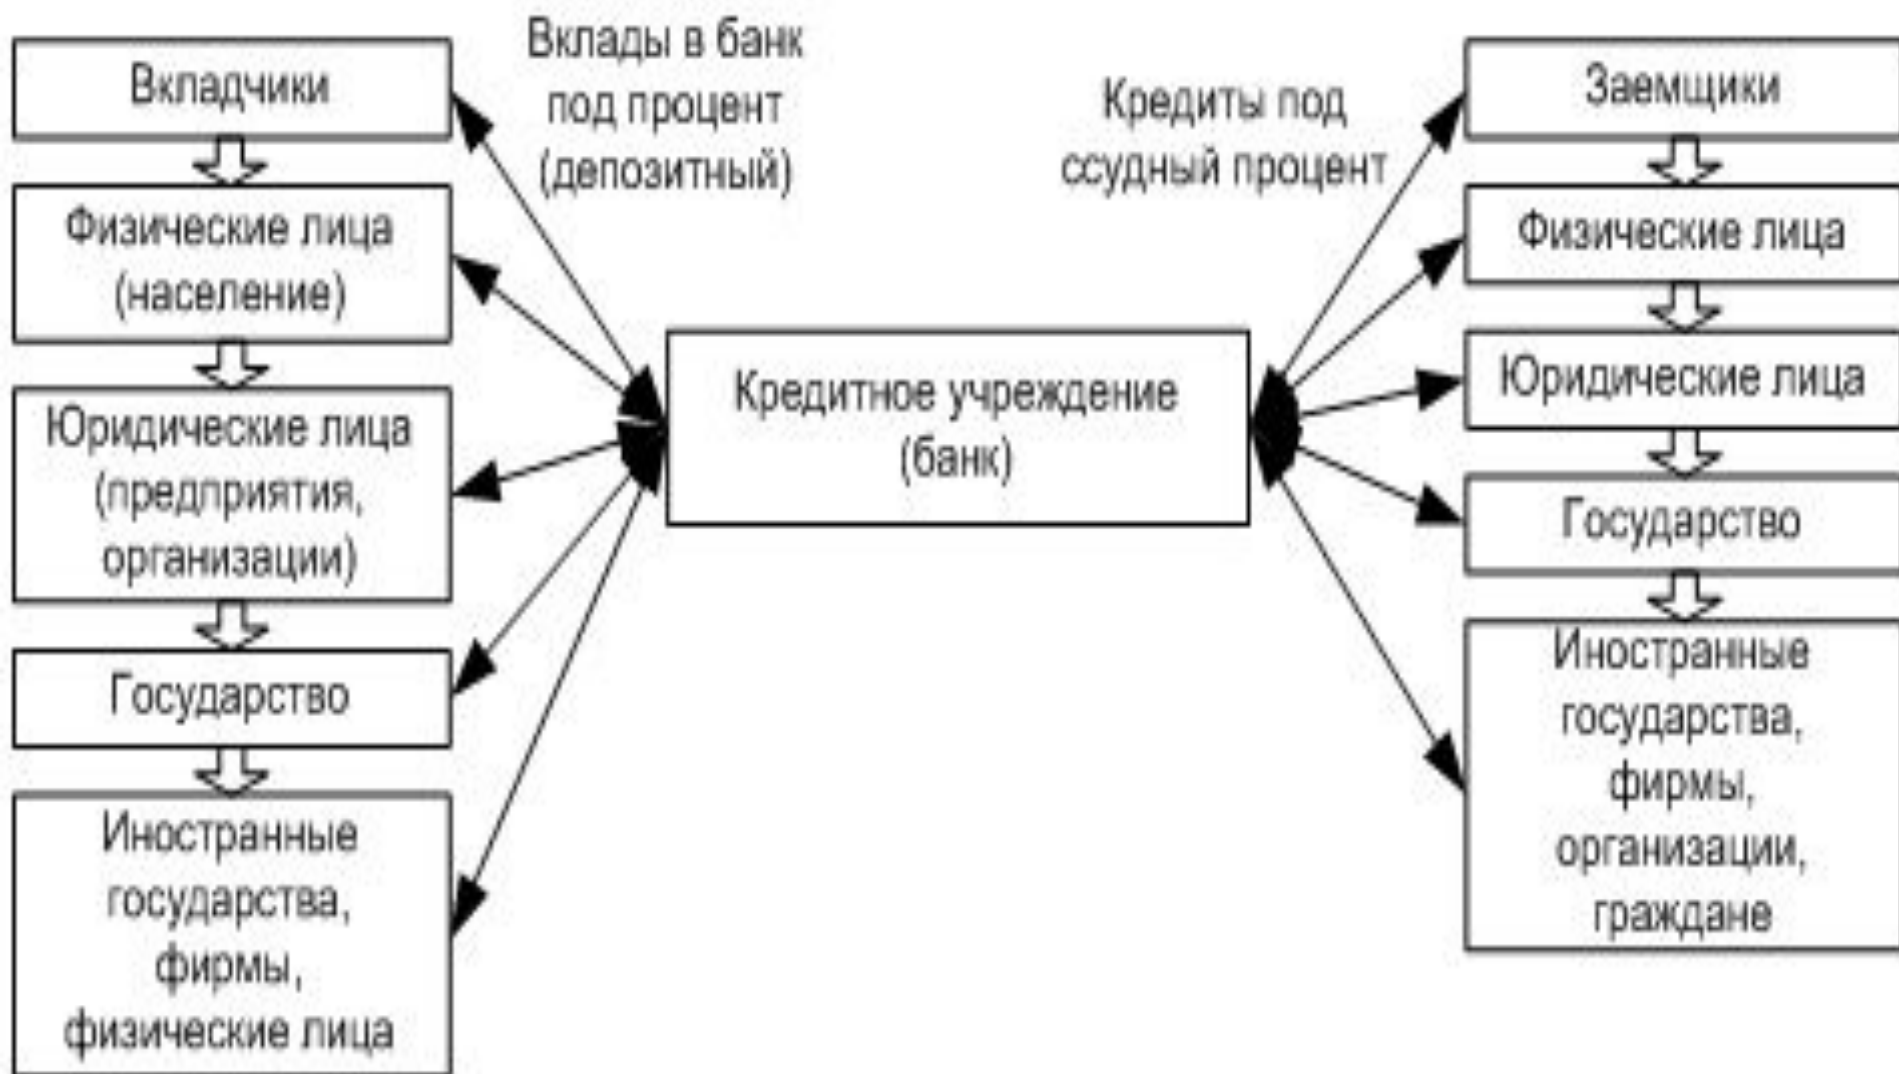 Вкладчики
Физические лица
(население)
Юридические лица
(предприятия,
организации)
Государство
Иностранные
государства,
фирмы,
физические лица
Вклады в банк
под процент
(депозитный)
Кредитное учреждение
(банк)
Кредиты под
ссудный процент
Заемщики
Физические лица
Юридические лица
Государство
Иностранные
государства,
фирмы,
организации,
граждане